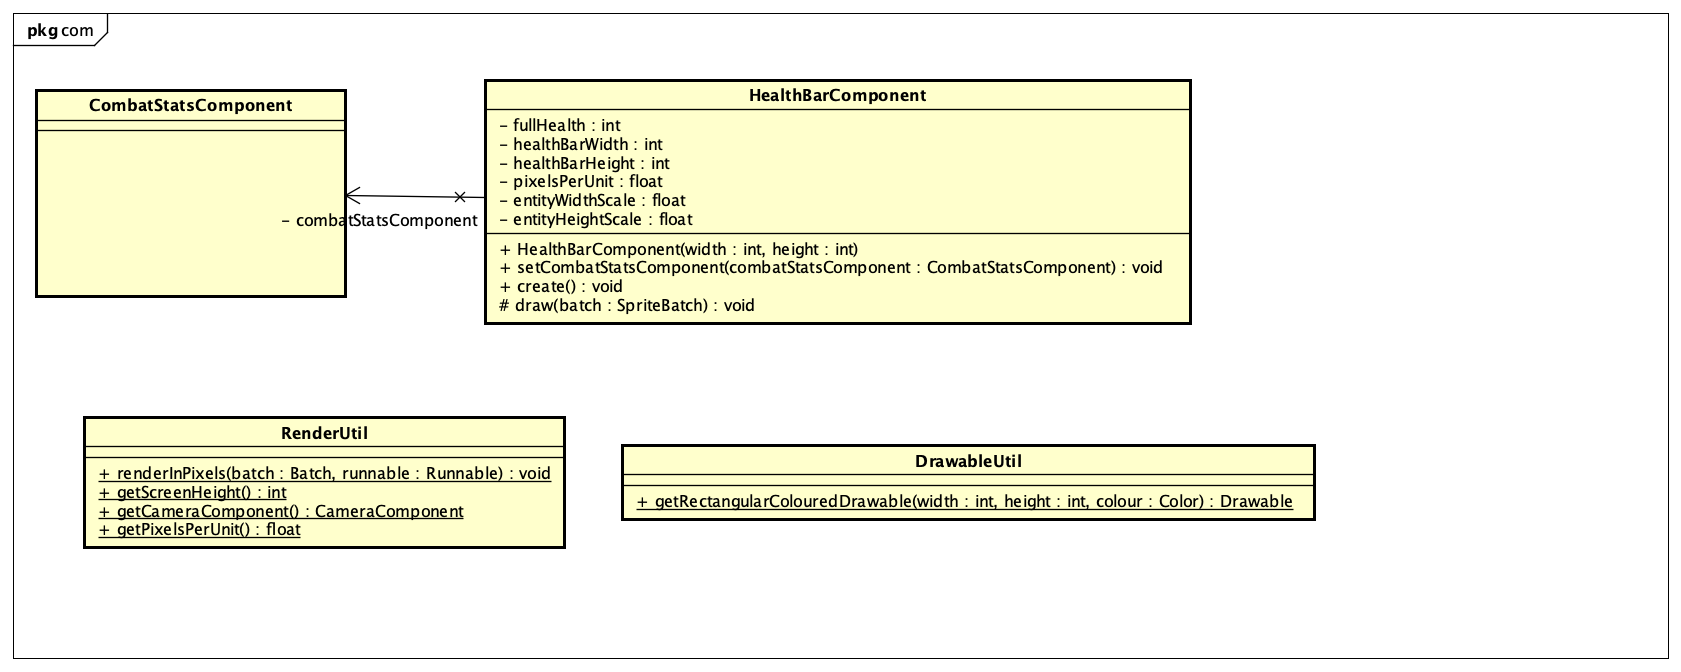 pkg com
CombatStatsComponent
HealthBarComponent
- fullHealth : int
- healthBarWidth : int
- healthBarHeight : int
- pixelsPerUnit : float
- entityWidthScale : float
- entityHeightScale : float
- combatStatsComponent
+ HealthBarComponent(width : int, height : int)
+ setCombatStatsComponent(combatStatsComponent : CombatStatsComponent) : void
+ create() : void
# draw(batch : SpriteBatch) : void
RenderUtil
+ renderInPixels(batch : Batch, runnable : Runnable) : void
+ getScreenHeight() : int
+ getCameraComponent() : CameraComponent
+ getPixelsPerUnit() : float
DrawableUtil
+ getRectangularColouredDrawable(width : int, height : int, colour : Color) : Drawable